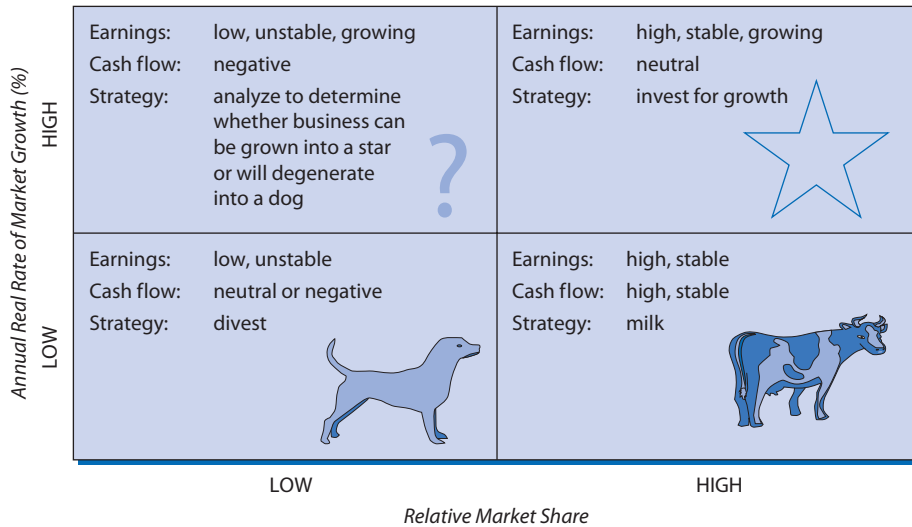 Earnings: low, unstable, growing
Cash flow: negative
Strategy: analyze to determine
whether business can
be grown into a star
or will degenerate
into a dog
?
Earnings: high, stable, growing
Cash flow: neutral
Strategy: invest for growth
Earnings: low, unstable
Cash flow: neutral or negative
Strategy: divest
Earnings: high, stable
Cash flow: high, stable
Strategy: milk
Annual Real Rate of Market Growth (%)
HIGH
LOW
LOW
HIGH
Relative Market Share